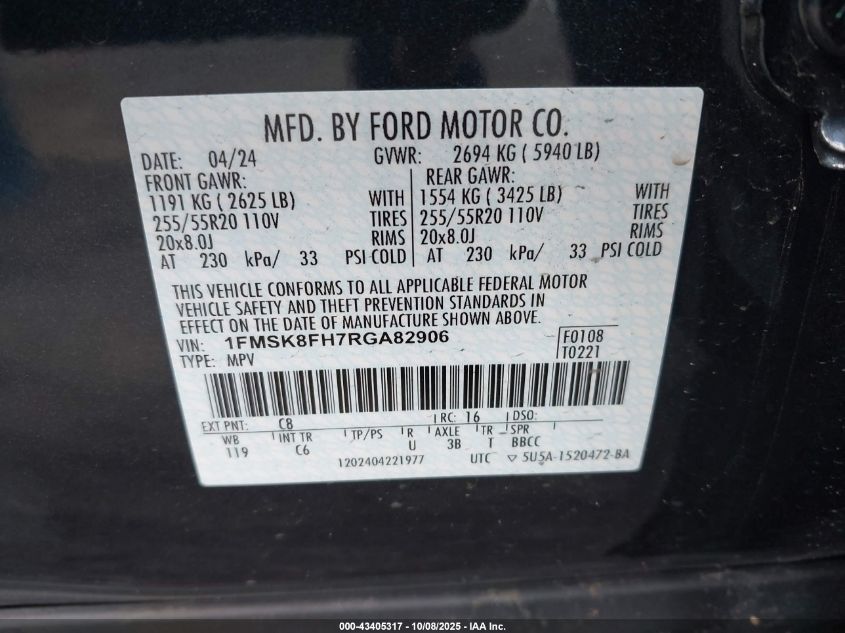 MFD. BY FORD MOTOR CO.
DATE: 04/24 GVWR: 2694 KG ( 5940 LB)
FRONT GAWR: REAR GAWR:
1191 KG ( 2625 LB) WITH 1554 KG ( 3425 LB) WITH
255/55R20 110V TIRES 255/55R20 110V TIRES
20x8.0J RIMS 20x8.0J RIMS
AT 230 kPa/ 33 PSI COLD AT 230 kPa/ 33 PSI COLD
THIS VEHICLE CONFORMS TO ALL APPLICABLE FEDERAL MOTOR
VEHICLE SAFETY AND THEFT PREVENTION STANDARDS IN
EFFECT ON THE DATE OF MANUFACTURE SHOWN ABOVE.
VIN: 1FMSK8FH7RGA82906 F0108
TYPE: MPV T0221
EXT PNT: C8 RC: 16 DSO:
WB INT TR TP/PS R AXLE TR SPR
119 C6 U 3B T BBCC
1202404221977 UTC ▽ 5U5A-1520472-BA
000-43405317 - 10/08/2025 - IAA Inc.